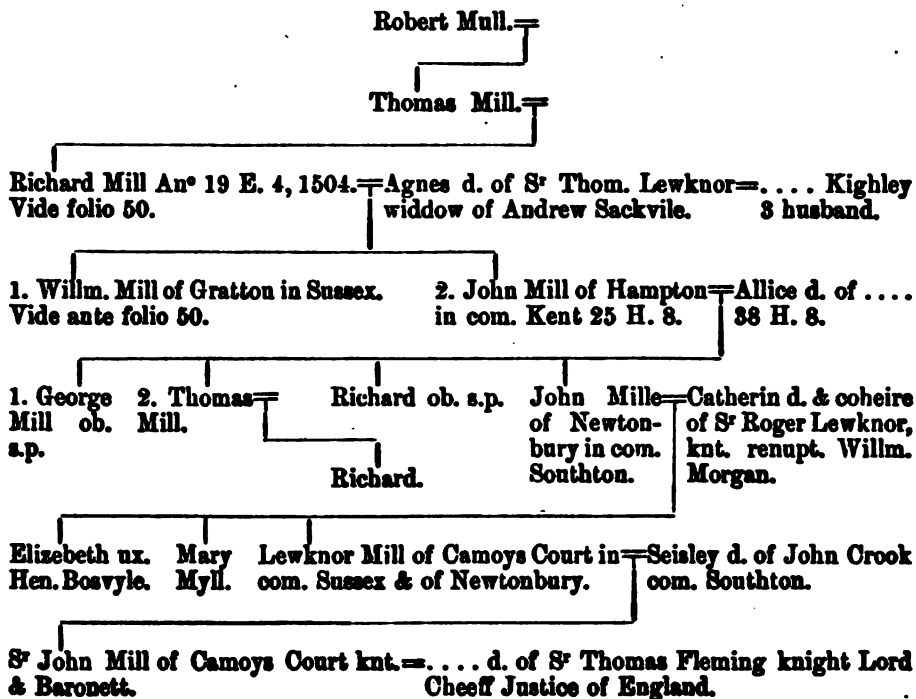 Robert Mull.=
Thomas Mill.=
Richard Mill Anº 19 E. 4, 1504.=Agnes d. of Sʳ Thom. Lewknor=.... Kighley
Vide folio 50. widdow of Andrew Sackvile. 3 husband.
1. Willm. Mill of Gratton in Sussex. 2. John Mill of Hampton=Allice d. of ....
Vide ante folio 50. in com. Kent 25 H. 8. 38 H. 8.
1. George 2. Thomas= Richard ob. s.p. John Mille=Catherin d. & coheire
Mill ob. Mill. of Newton- of Sʳ Roger Lewknor,
s.p. bury in com. knt. renupt. Willm.
Richard. Southton. Morgan.
Elizebeth ux. Mary Lewknor Mill of Camoys Court in=Seisley d. of John Crook
Hen. Bosvyle. Myll. com. Sussex & of Newtonbury. com. Southton.
Sʳ John Mill of Camoys Court knt.=.... d. of Sʳ Thomas Fleming knight Lord
& Baronett. Cheeff Justice of England.